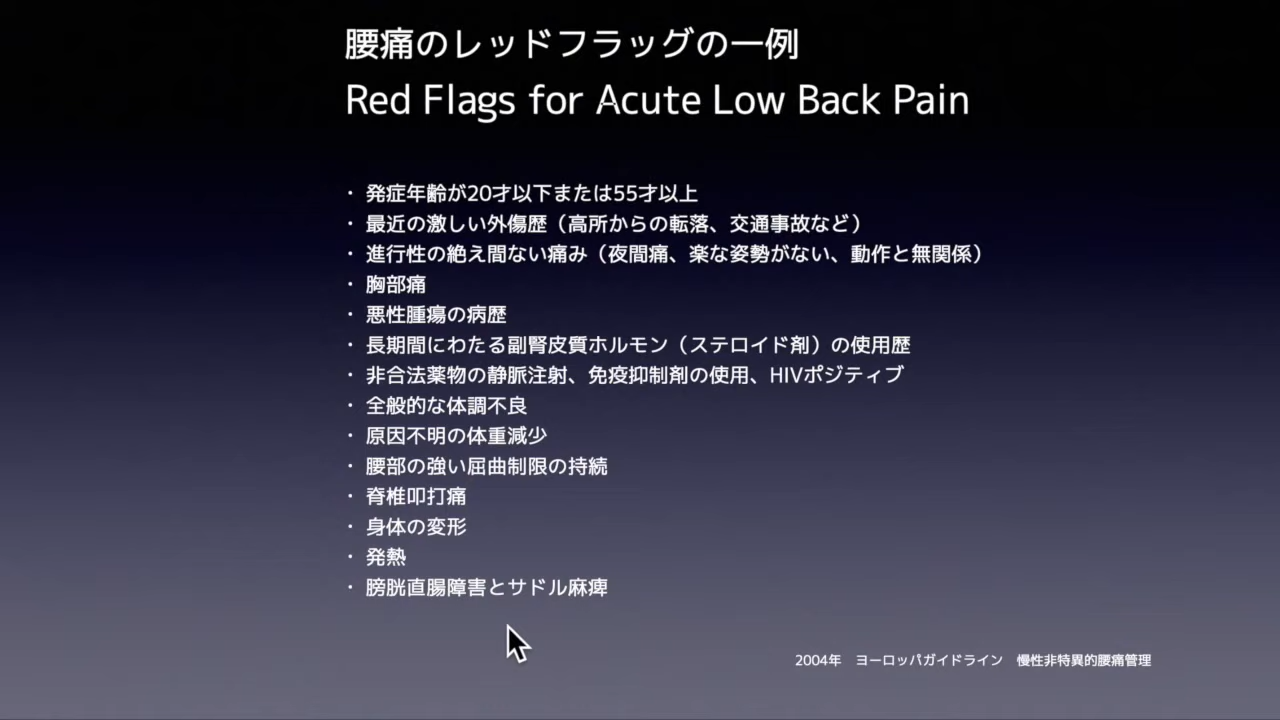 腰痛のレッドフラッグの一例
Red Flags for Acute Low Back Pain
・ 発症年齢が20才以下または55才以上
・ 最近の激しい外傷歴（高所からの転落、交通事故など）
・ 進行性の絶え間ない痛み（夜間痛、楽な姿勢がない、動作と無関係）
・ 胸部痛
・ 悪性腫瘍の病歴
・ 長期間にわたる副腎皮質ホルモン（ステロイド剤）の使用歴
・ 非合法薬物の静脈注射、免疫抑制剤の使用、HIVポジティブ
・ 全般的な体調不良
・ 原因不明の体重減少
・ 腰部の強い屈曲制限の持続
・ 脊椎叩打痛
・ 身体の変形
・ 発熱
・ 膀胱直腸障害とサドル麻痺
2004年　ヨーロッパガイドライン　慢性非特異的腰痛管理